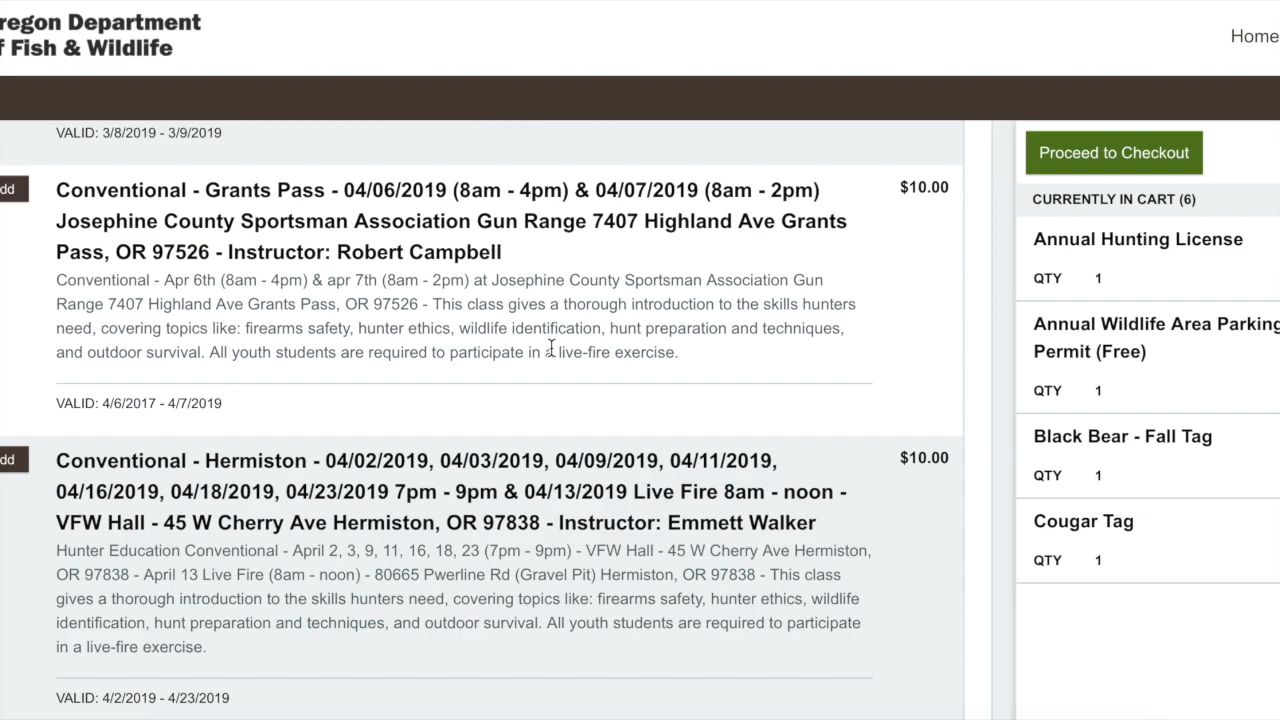 regon Department
f Fish & Wildlife
Home
VALID: 3/8/2019 - 3/9/2019
dd
Conventional - Grants Pass - 04/06/2019 (8am - 4pm) & 04/07/2019 (8am - 2pm)
Josephine County Sportsman Association Gun Range 7407 Highland Ave Grants
Pass, OR 97526 - Instructor: Robert Campbell
$10.00
Conventional - Apr 6th (8am - 4pm) & apr 7th (8am - 2pm) at Josephine County Sportsman Association Gun
Range 7407 Highland Ave Grants Pass, OR 97526 - This class gives a thorough introduction to the skills hunters
need, covering topics like: firearms safety, hunter ethics, wildlife identification, hunt preparation and techniques,
and outdoor survival. All youth students are required to participate in a live-fire exercise.
VALID: 4/6/2017 - 4/7/2019
dd
Conventional - Hermiston - 04/02/2019, 04/03/2019, 04/09/2019, 04/11/2019,
04/16/2019, 04/18/2019, 04/23/2019 7pm - 9pm & 04/13/2019 Live Fire 8am - noon -
VFW Hall - 45 W Cherry Ave Hermiston, OR 97838 - Instructor: Emmett Walker
$10.00
Hunter Education Conventional - April 2, 3, 9, 11, 16, 18, 23 (7pm - 9pm) - VFW Hall - 45 W Cherry Ave Hermiston,
OR 97838 - April 13 Live Fire (8am - noon) - 80665 Pwerline Rd (Gravel Pit) Hermiston, OR 97838 - This class
gives a thorough introduction to the skills hunters need, covering topics like: firearms safety, hunter ethics, wildlife
identification, hunt preparation and techniques, and outdoor survival. All youth students are required to participate
in a live-fire exercise.
VALID: 4/2/2019 - 4/23/2019
Proceed to Checkout
CURRENTLY IN CART (6)
Annual Hunting License
QTY 1
Annual Wildlife Area Parking
Permit (Free)
QTY 1
Black Bear - Fall Tag
QTY 1
Cougar Tag
QTY 1